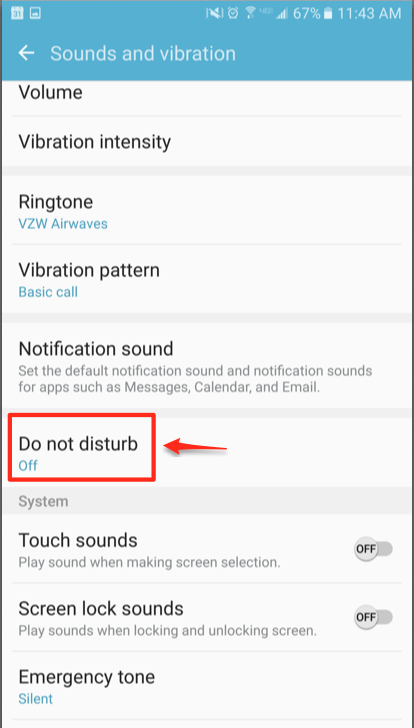 31 67% 11:43 AM
Sounds and vibration
Volume
Vibration intensity
Ringtone
VZW Airwaves
Vibration pattern
Basic call
Notification sound
Set the default notification sound and notification sounds
for apps such as Messages, Calendar, and Email.
Do not disturb
Off
System
Touch sounds
OFF
Play sound when making screen selection.
Screen lock sounds
OFF
Play sounds when locking and unlocking screen.
Emergency tone
Silent